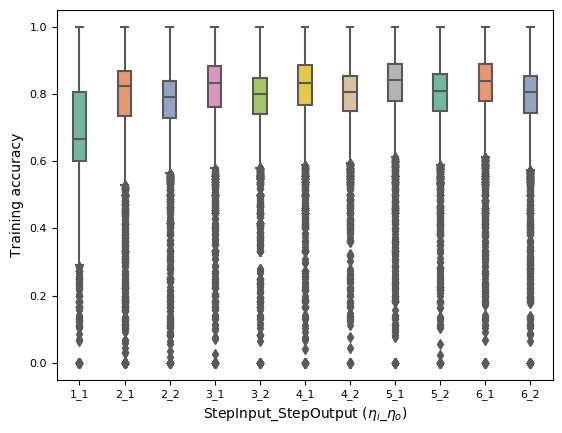 1.0
0.8
0.6
0.4
0.2
0.0
Training accuracy
1_1 2_1 2_2 3_1 3_2 4_1 4_2 5_1 5_2 6_1 6_2
StepInput_StepOutput (ηi_ηo)